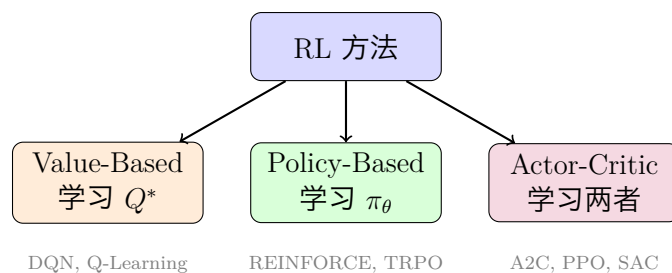 RL 方法
Value-Based
学习 Q*
Policy-Based
学习 πθ
Actor-Critic
学习两者
DQN, Q-Learning
REINFORCE, TRPO
A2C, PPO, SAC